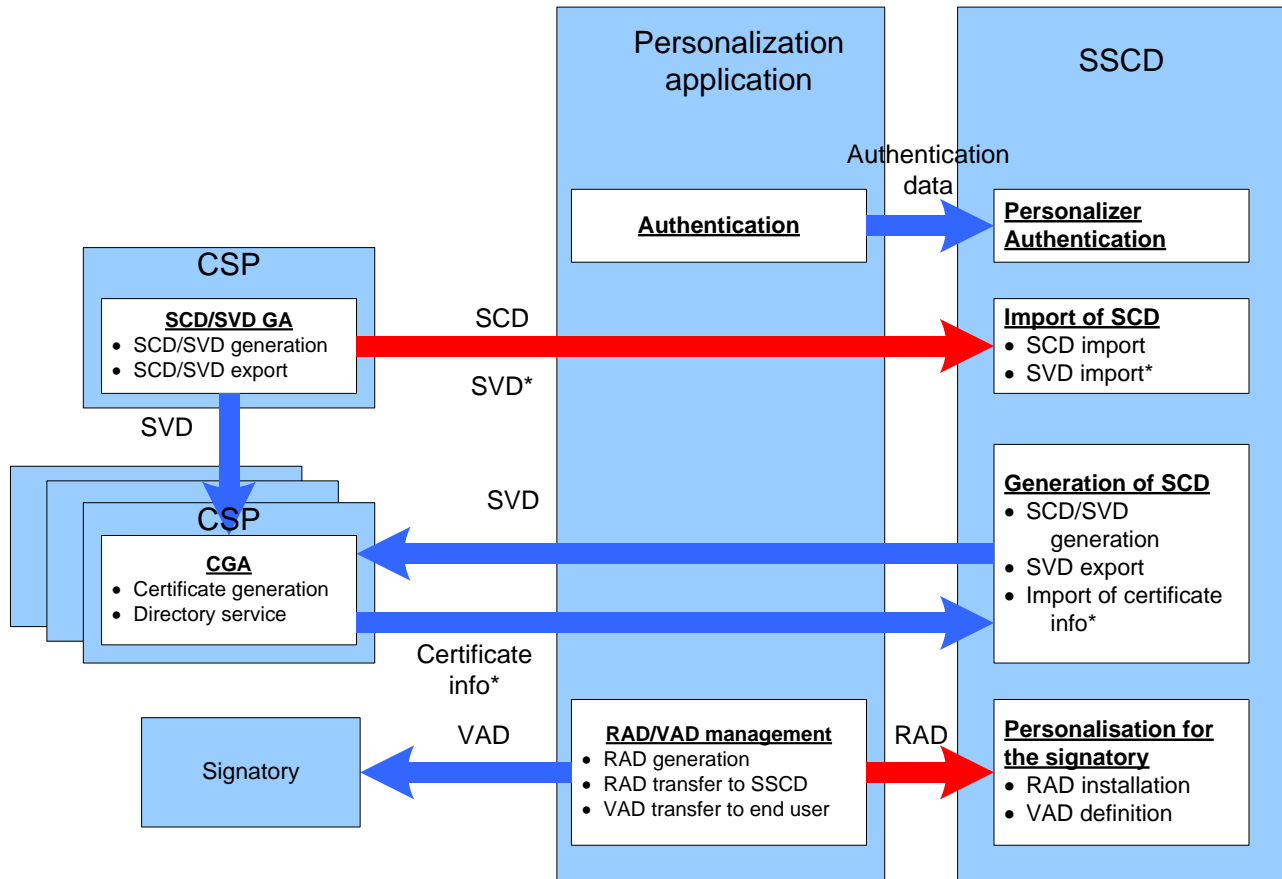 Personalization
application
SSCD
Authentication
data
Authentication
Personalizer
Authentication
CSP
SCD/SVD GA
• SCD/SVD generation
• SCD/SVD export
SCD
SVD*
Import of SCD
• SCD import
• SVD import*
SVD
CSP
CGA
• Certificate generation
• Directory service
SVD
Generation of SCD
• SCD/SVD
generation
• SVD export
• Import of certificate
info*
Certificate
info*
Signatory
VAD
RAD/VAD management
• RAD generation
• RAD transfer to SSCD
• VAD transfer to end user
RAD
Personalisation for
the signatory
• RAD installation
• VAD definition